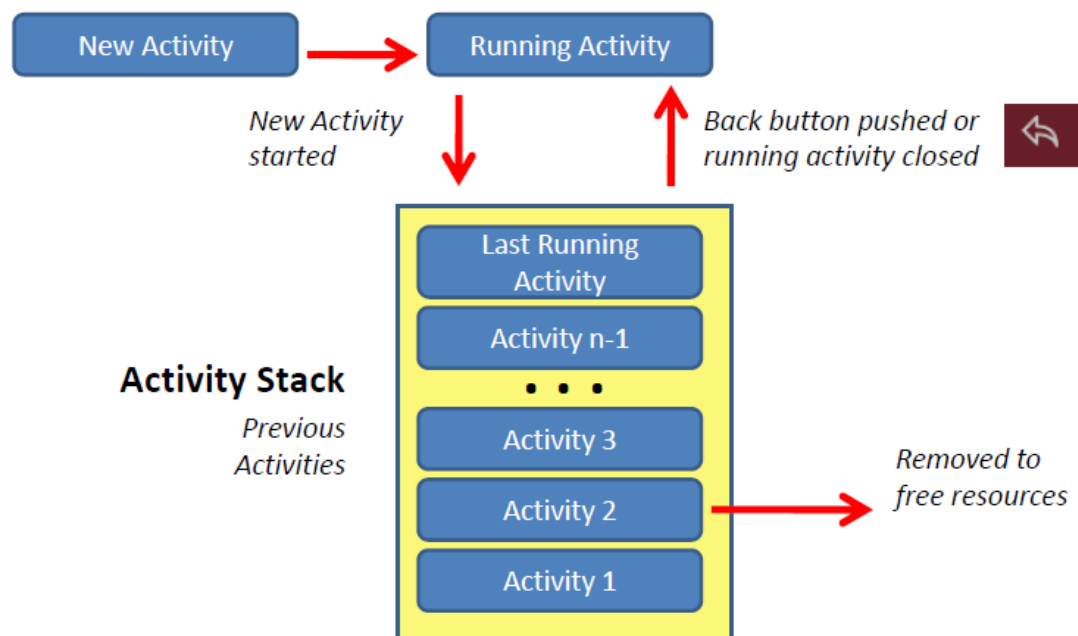 New Activity
Running Activity
New Activity
started
Back button pushed or
running activity closed
Last Running
Activity
Activity n-1
• • •
Activity Stack
Previous
Activities
Activity 3
Activity 2
Activity 1
Removed to
free resources